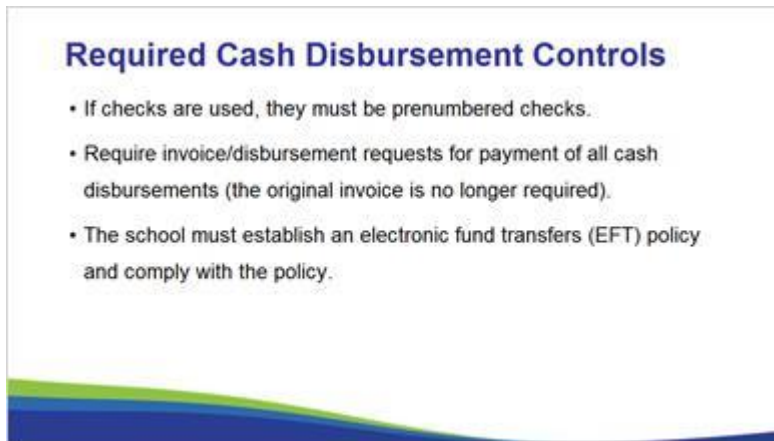 Required Cash Disbursement Controls
• If checks are used, they must be prenumbered checks.
• Require invoice/disbursement requests for payment of all cash
disbursements (the original invoice is no longer required).
• The school must establish an electronic fund transfers (EFT) policy
and comply with the policy.